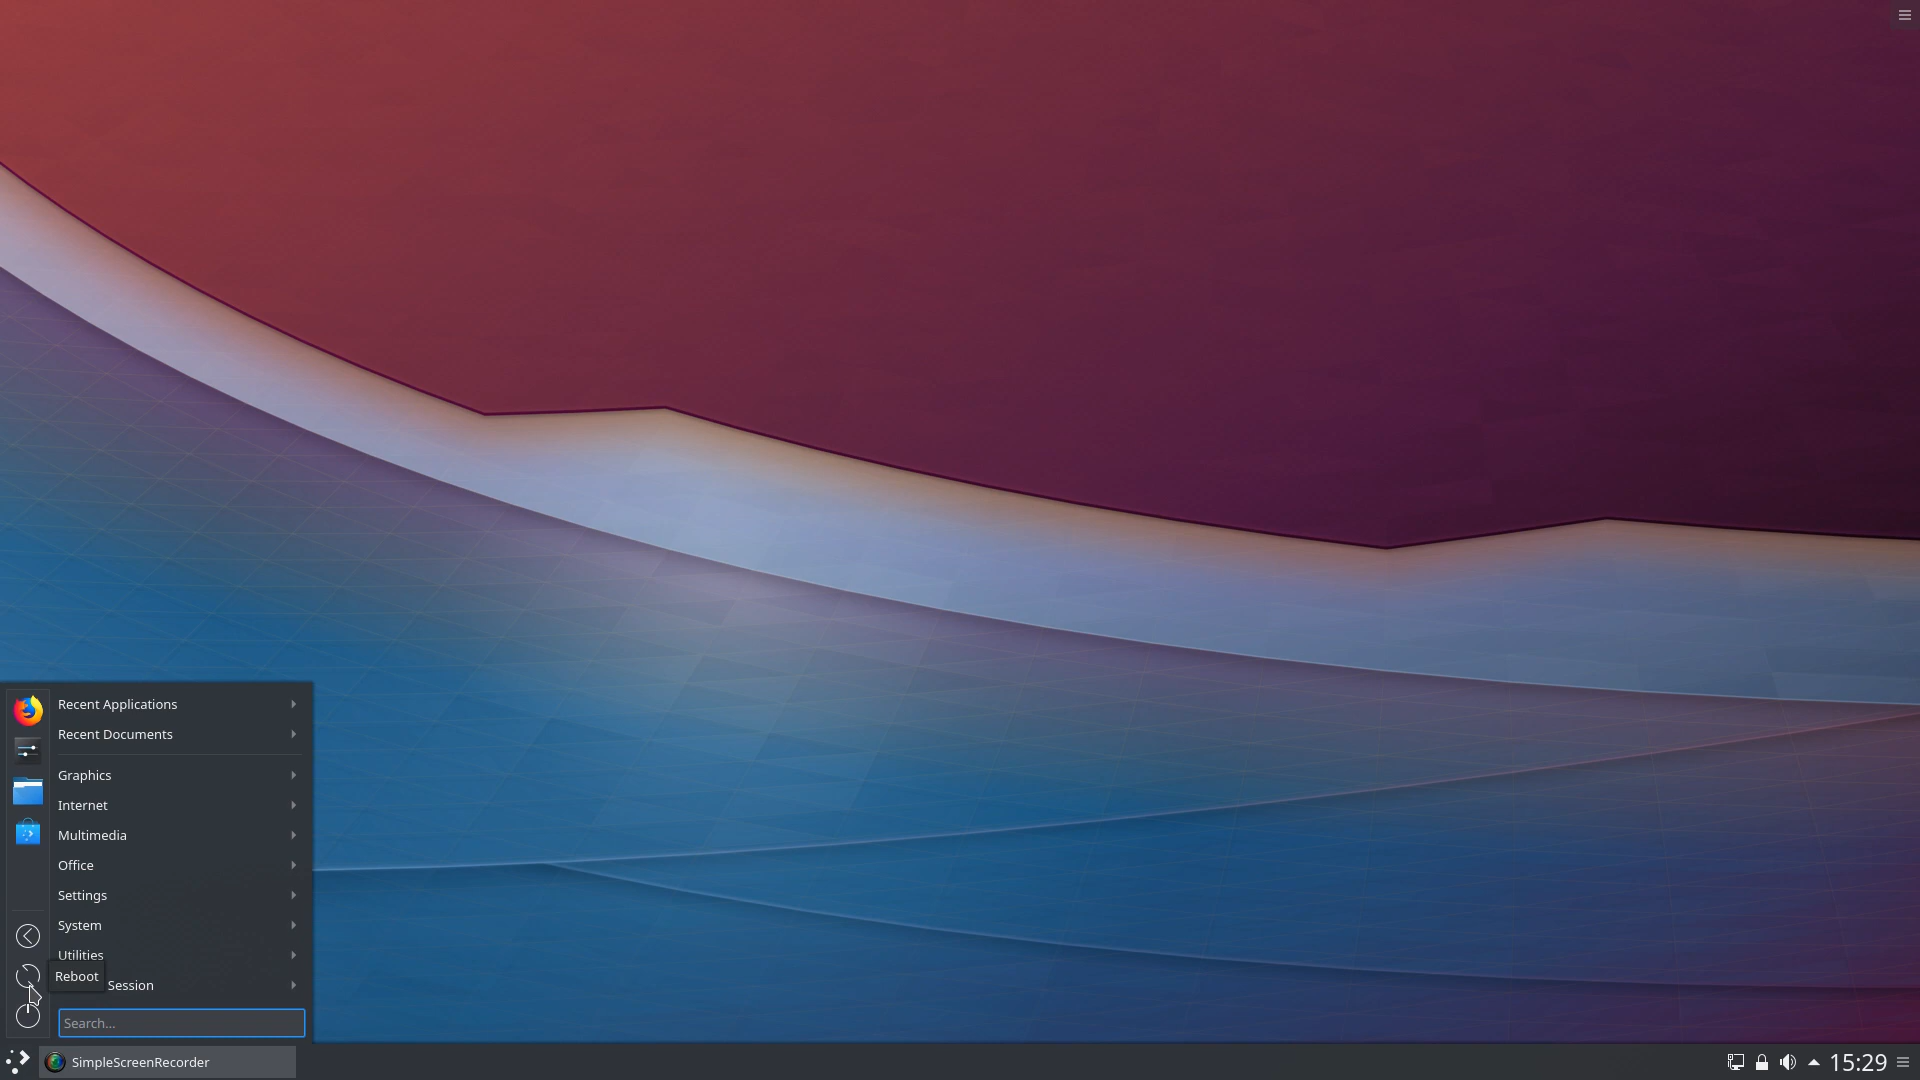 Recent Applications
Recent Documents
Graphics
Internet
Multimedia
Office
Settings
System
Utilities
Reboot
Session
Search...
SimpleScreenRecorder
15:29